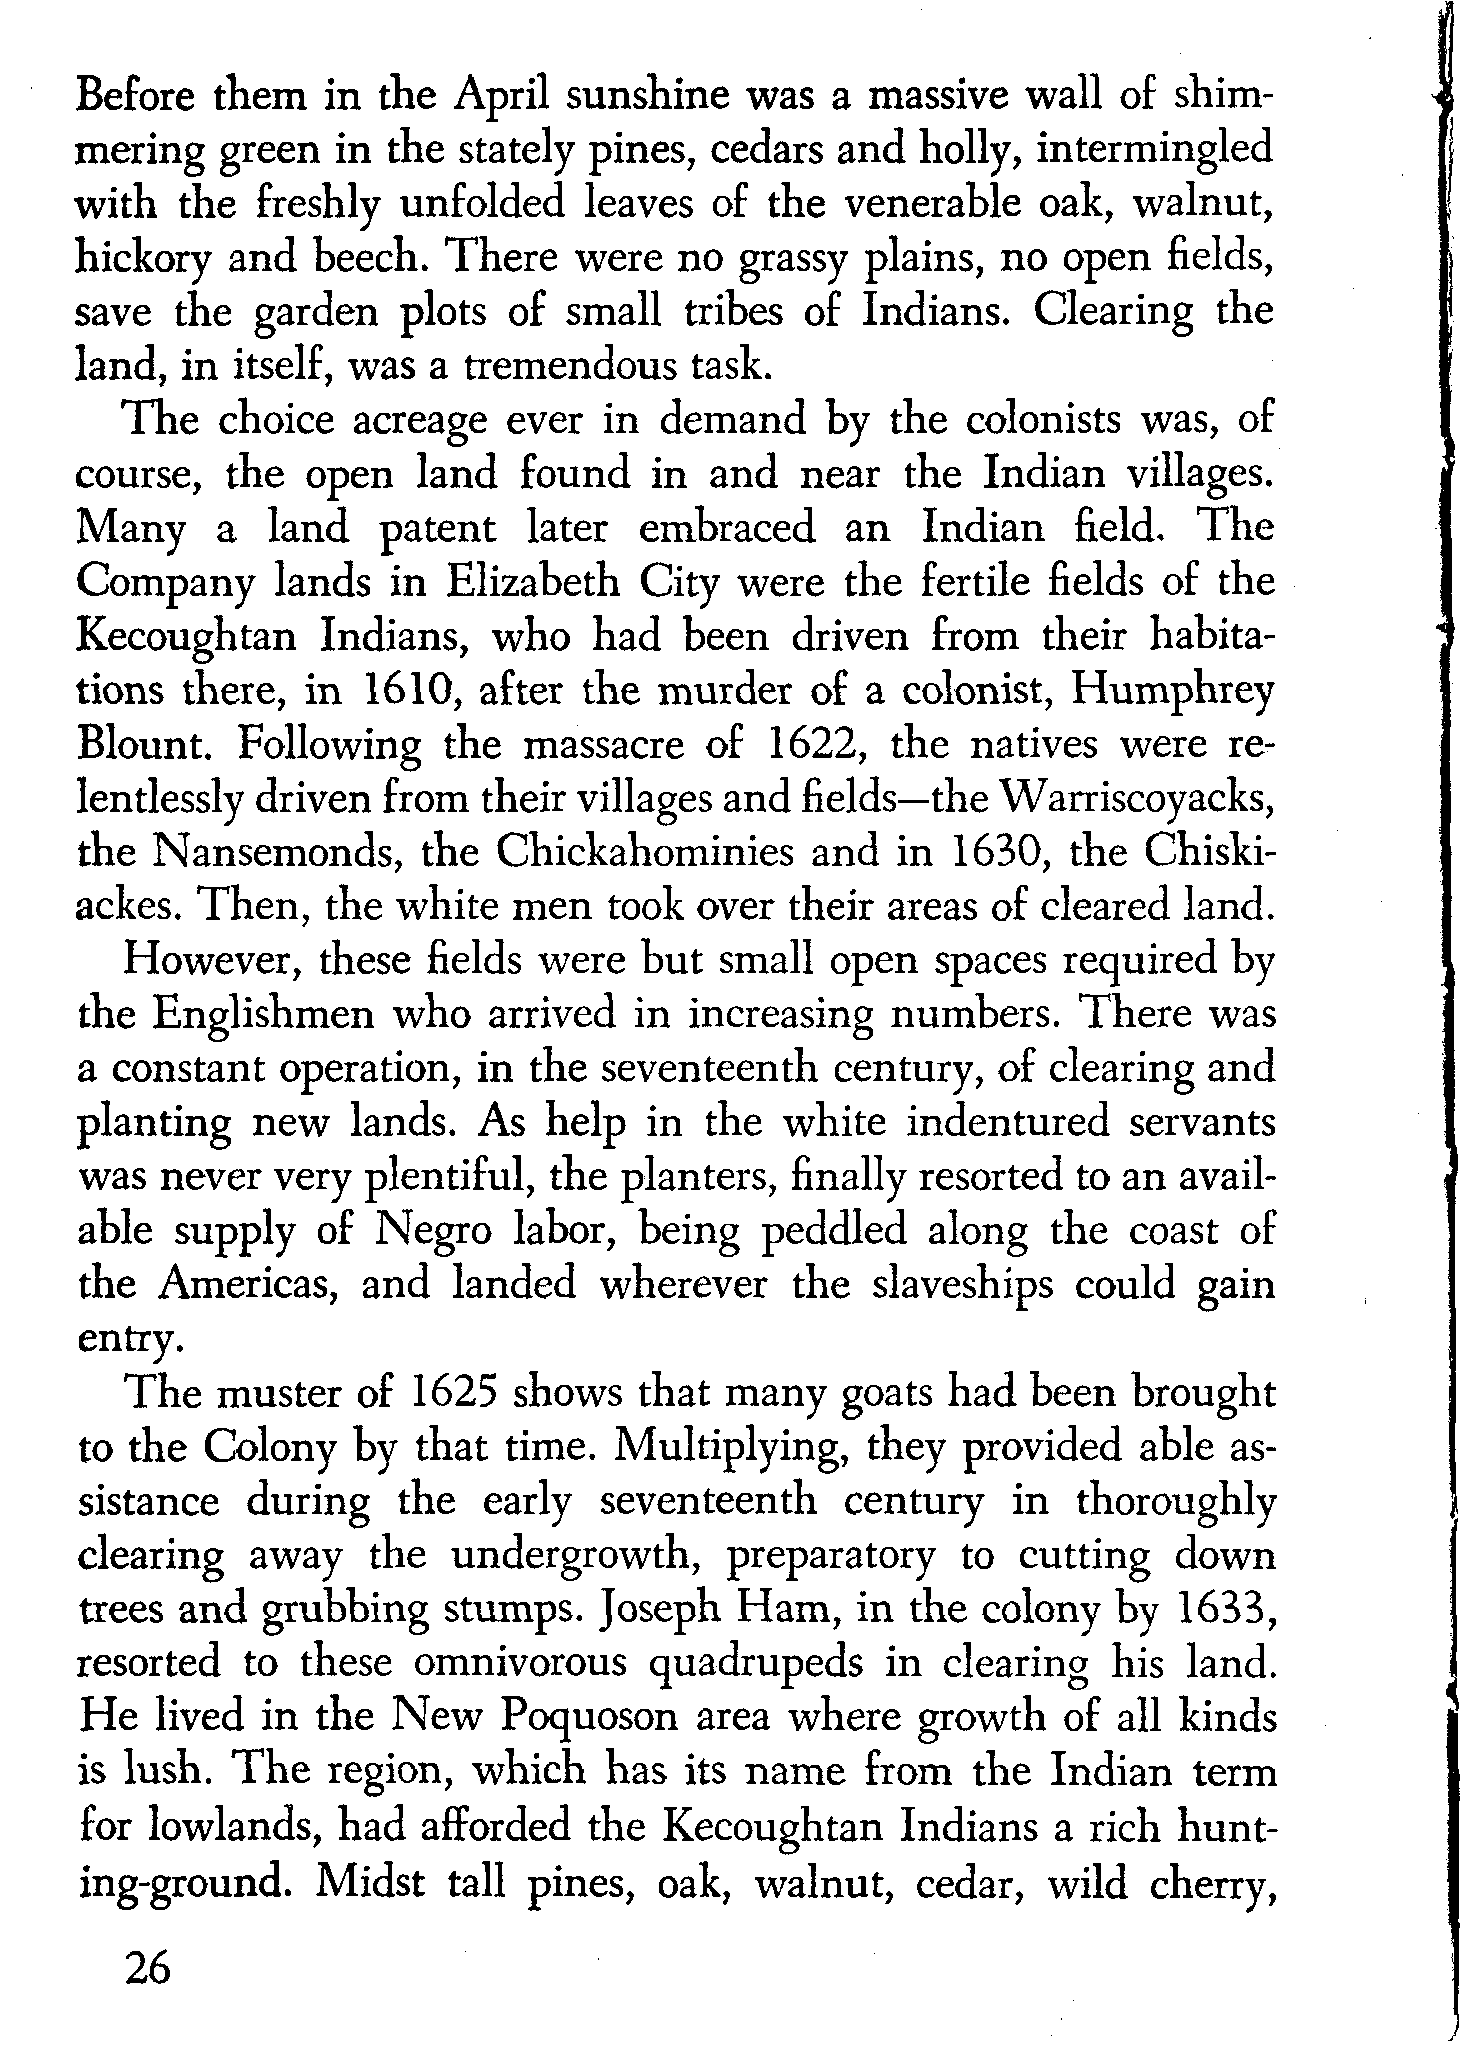 Before them in the April sunshine was a massive wall of shim-
mering green in the stately pines, cedars and holly, intermingled
with the freshly unfolded leaves of the venerable oak, walnut,
hickory and beech. There were no grassy plains, no open fields,
save the garden plots of small tribes of Indians. Clearing the
land, in itself, was a tremendous task.
The choice acreage ever in demand by the colonists was, of
course, the open land found in and near the Indian villages.
Many a land patent later embraced an Indian field. The
Company lands in Elizabeth City were the fertile fields of the
Kecoughtan Indians, who had been driven from their habita-
tions there, in 1610, after the murder of a colonist, Humphrey
Blount. Following the massacre of 1622, the natives were re-
lentlessly driven from their villages and fields—the Warriscoyacks,
the Nansemonds, the Chickahominies and in 1630, the Chiski-
ackes. Then, the white men took over their areas of cleared land.
However, these fields were but small open spaces required by
the Englishmen who arrived in increasing numbers. There was
a constant operation, in the seventeenth century, of clearing and
planting new lands. As help in the white indentured servants
was never very plentiful, the planters, finally resorted to an avail-
able supply of Negro labor, being peddled along the coast of
the Americas, and landed wherever the slaveships could gain
entry.
The muster of 1625 shows that many goats had been brought
to the Colony by that time. Multiplying, they provided able as-
sistance during the early seventeenth century in thoroughly
clearing away the undergrowth, preparatory to cutting down
trees and grubbing stumps. Joseph Ham, in the colony by 1633,
resorted to these omnivorous quadrupeds in clearing his land.
He lived in the New Poquoson area where growth of all kinds
is lush. The region, which has its name from the Indian term
for lowlands, had afforded the Kecoughtan Indians a rich hunt-
ing-ground. Midst tall pines, oak, walnut, cedar, wild cherry,
26